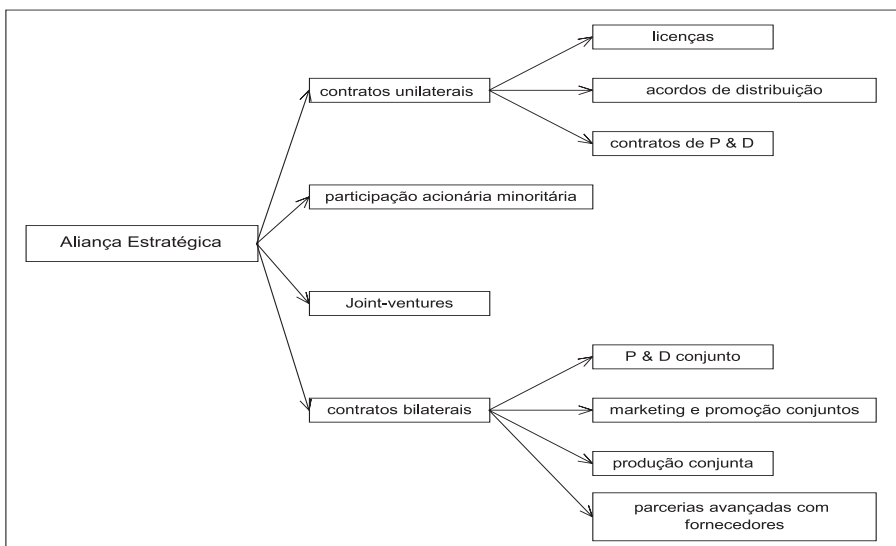 Aliança Estratégica
contratos unilaterais
licenças
acordos de distribuição
contratos de P & D
participação acionária minoritária
Joint-ventures
contratos bilaterais
P & D conjunto
marketing e promoção conjuntos
produção conjunta
parcerias avançadas com
fornecedores